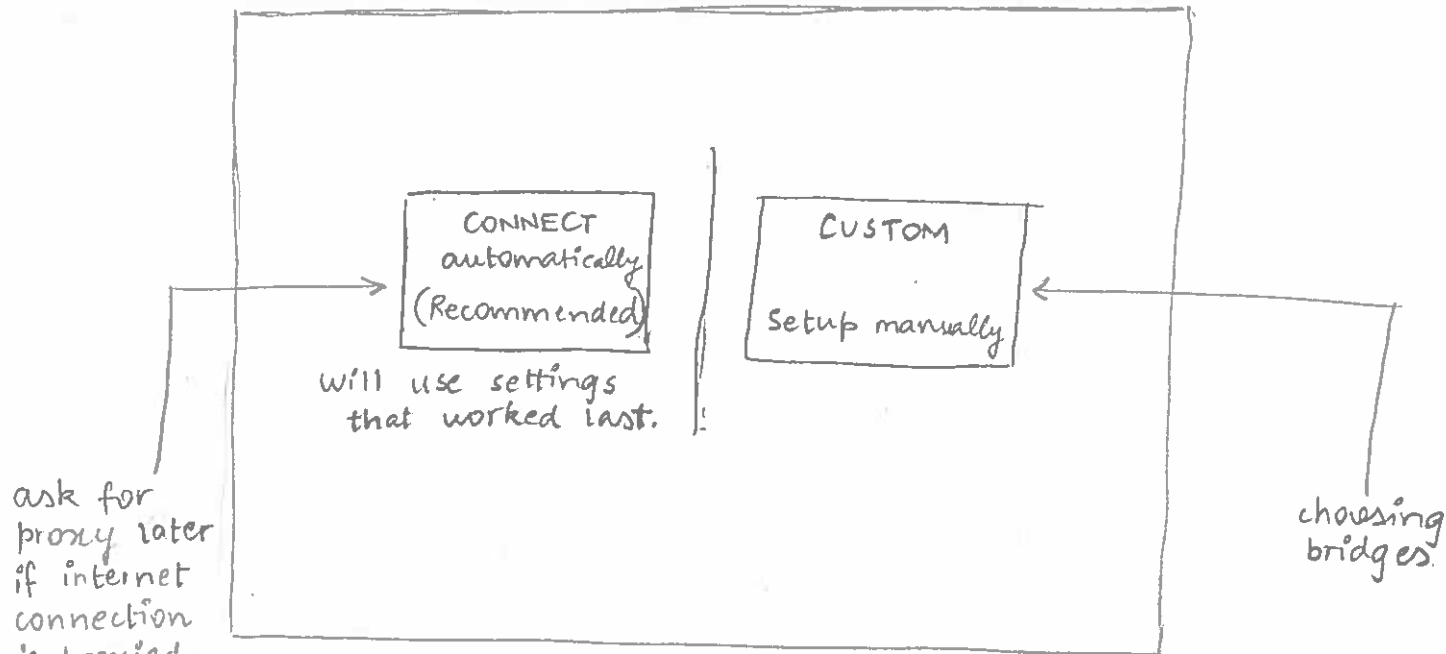 CONNECT
automatically
(Recommended)
will use settings
that worked last.
CUSTOM
Setup manually
ask for
proxy later
if internet
connection
choosing
bridges.